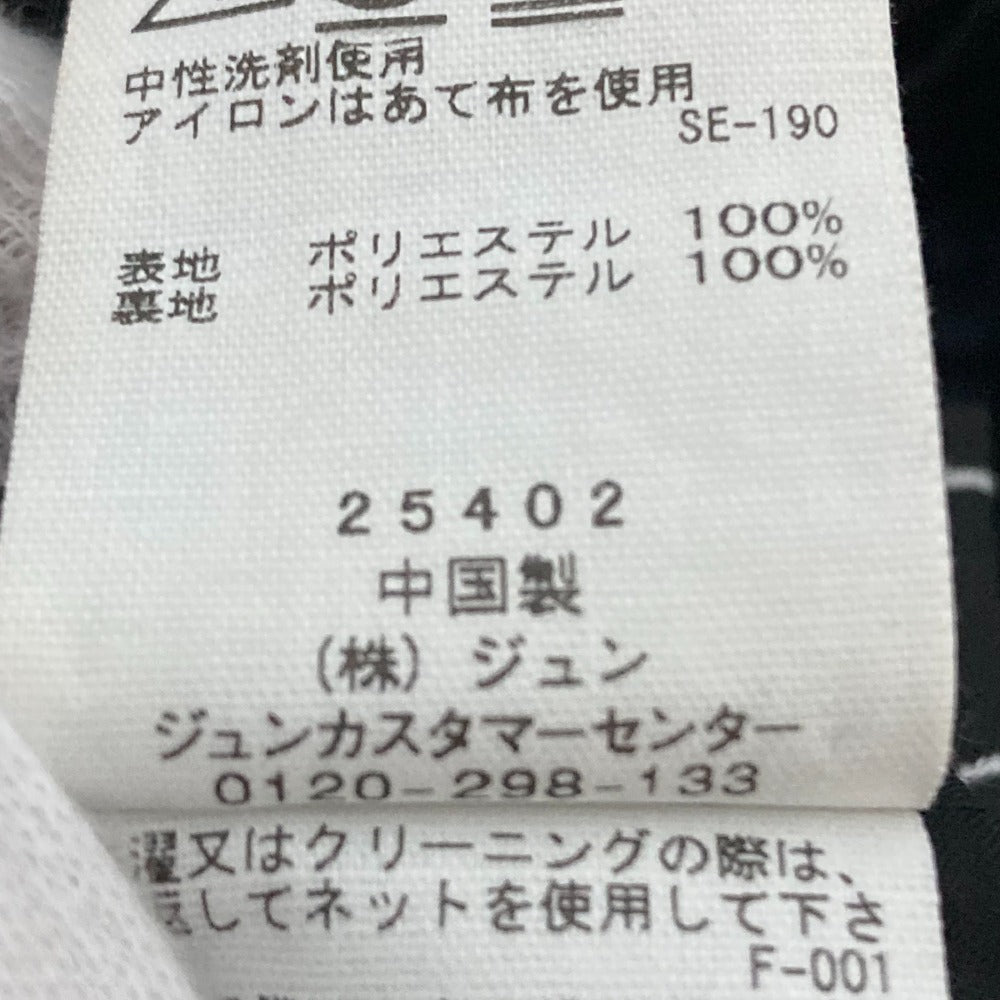 中性洗剤使用
アイロンはあて布を使用
SE-190
表地 ポリエステル 100%
裏地 ポリエステル 100%
25402
中国製
(株) ジュン
ジュンカスタマーセンター
0120-298-133
濯又はクリーニングの際は、
返してネットを使用して下さ
F-001